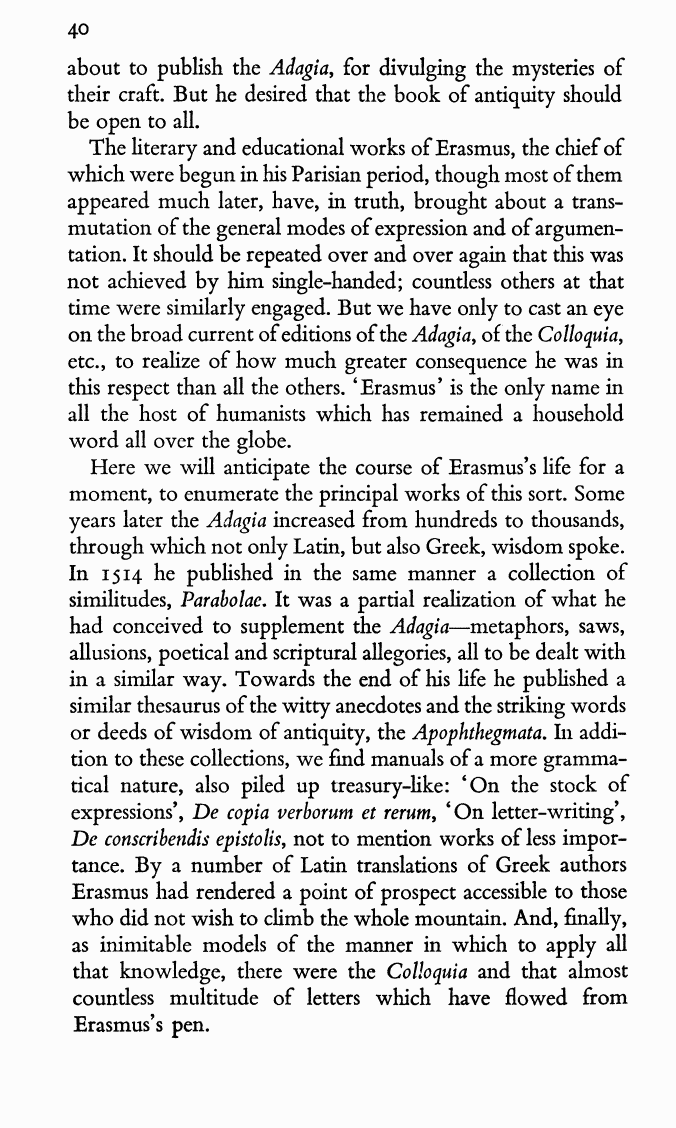 40
about to publish the Adagia, for divulging the mysteries of
their craft. But he desired that the book of antiquity should
be open to all.
The literary and educational works of Erasmus, the chief of
which were begun in his Parisian period, though most of them
appeared much later, have, in truth, brought about a trans-
mutation of the general modes of expression and of argumen-
tation. It should be repeated over and over again that this was
not achieved by him single-handed; countless others at that
time were similarly engaged. But we have only to cast an eye
on the broad current of editions of the Adagia, of the Colloquia,
etc., to realize of how much greater consequence he was in
this respect than all the others. 'Erasmus' is the only name in
all the host of humanists which has remained a household
word all over the globe.
Here we will anticipate the course of Erasmus's life for a
moment, to enumerate the principal works of this sort. Some
years later the Adagia increased from hundreds to thousands,
through which not only Latin, but also Greek, wisdom spoke.
In 1514 he published in the same manner a collection of
similitudes, Parabolae. It was a partial realization of what he
had conceived to supplement the Adagia—metaphors, saws,
allusions, poetical and scriptural allegories, all to be dealt with
in a similar way. Towards the end of his life he published a
similar thesaurus of the witty anecdotes and the striking words
or deeds of wisdom of antiquity, the Apophthegmata. In addi-
tion to these collections, we find manuals of a more gramma-
tical nature, also piled up treasury-like: 'On the stock of
expressions', De copia verborum et rerum, 'On letter-writing',
De conscribendis epistolis, not to mention works of less impor-
tance. By a number of Latin translations of Greek authors
Erasmus had rendered a point of prospect accessible to those
who did not wish to climb the whole mountain. And, finally,
as inimitable models of the manner in which to apply all
that knowledge, there were the Colloquia and that almost
countless multitude of letters which have flowed from
Erasmus's pen.